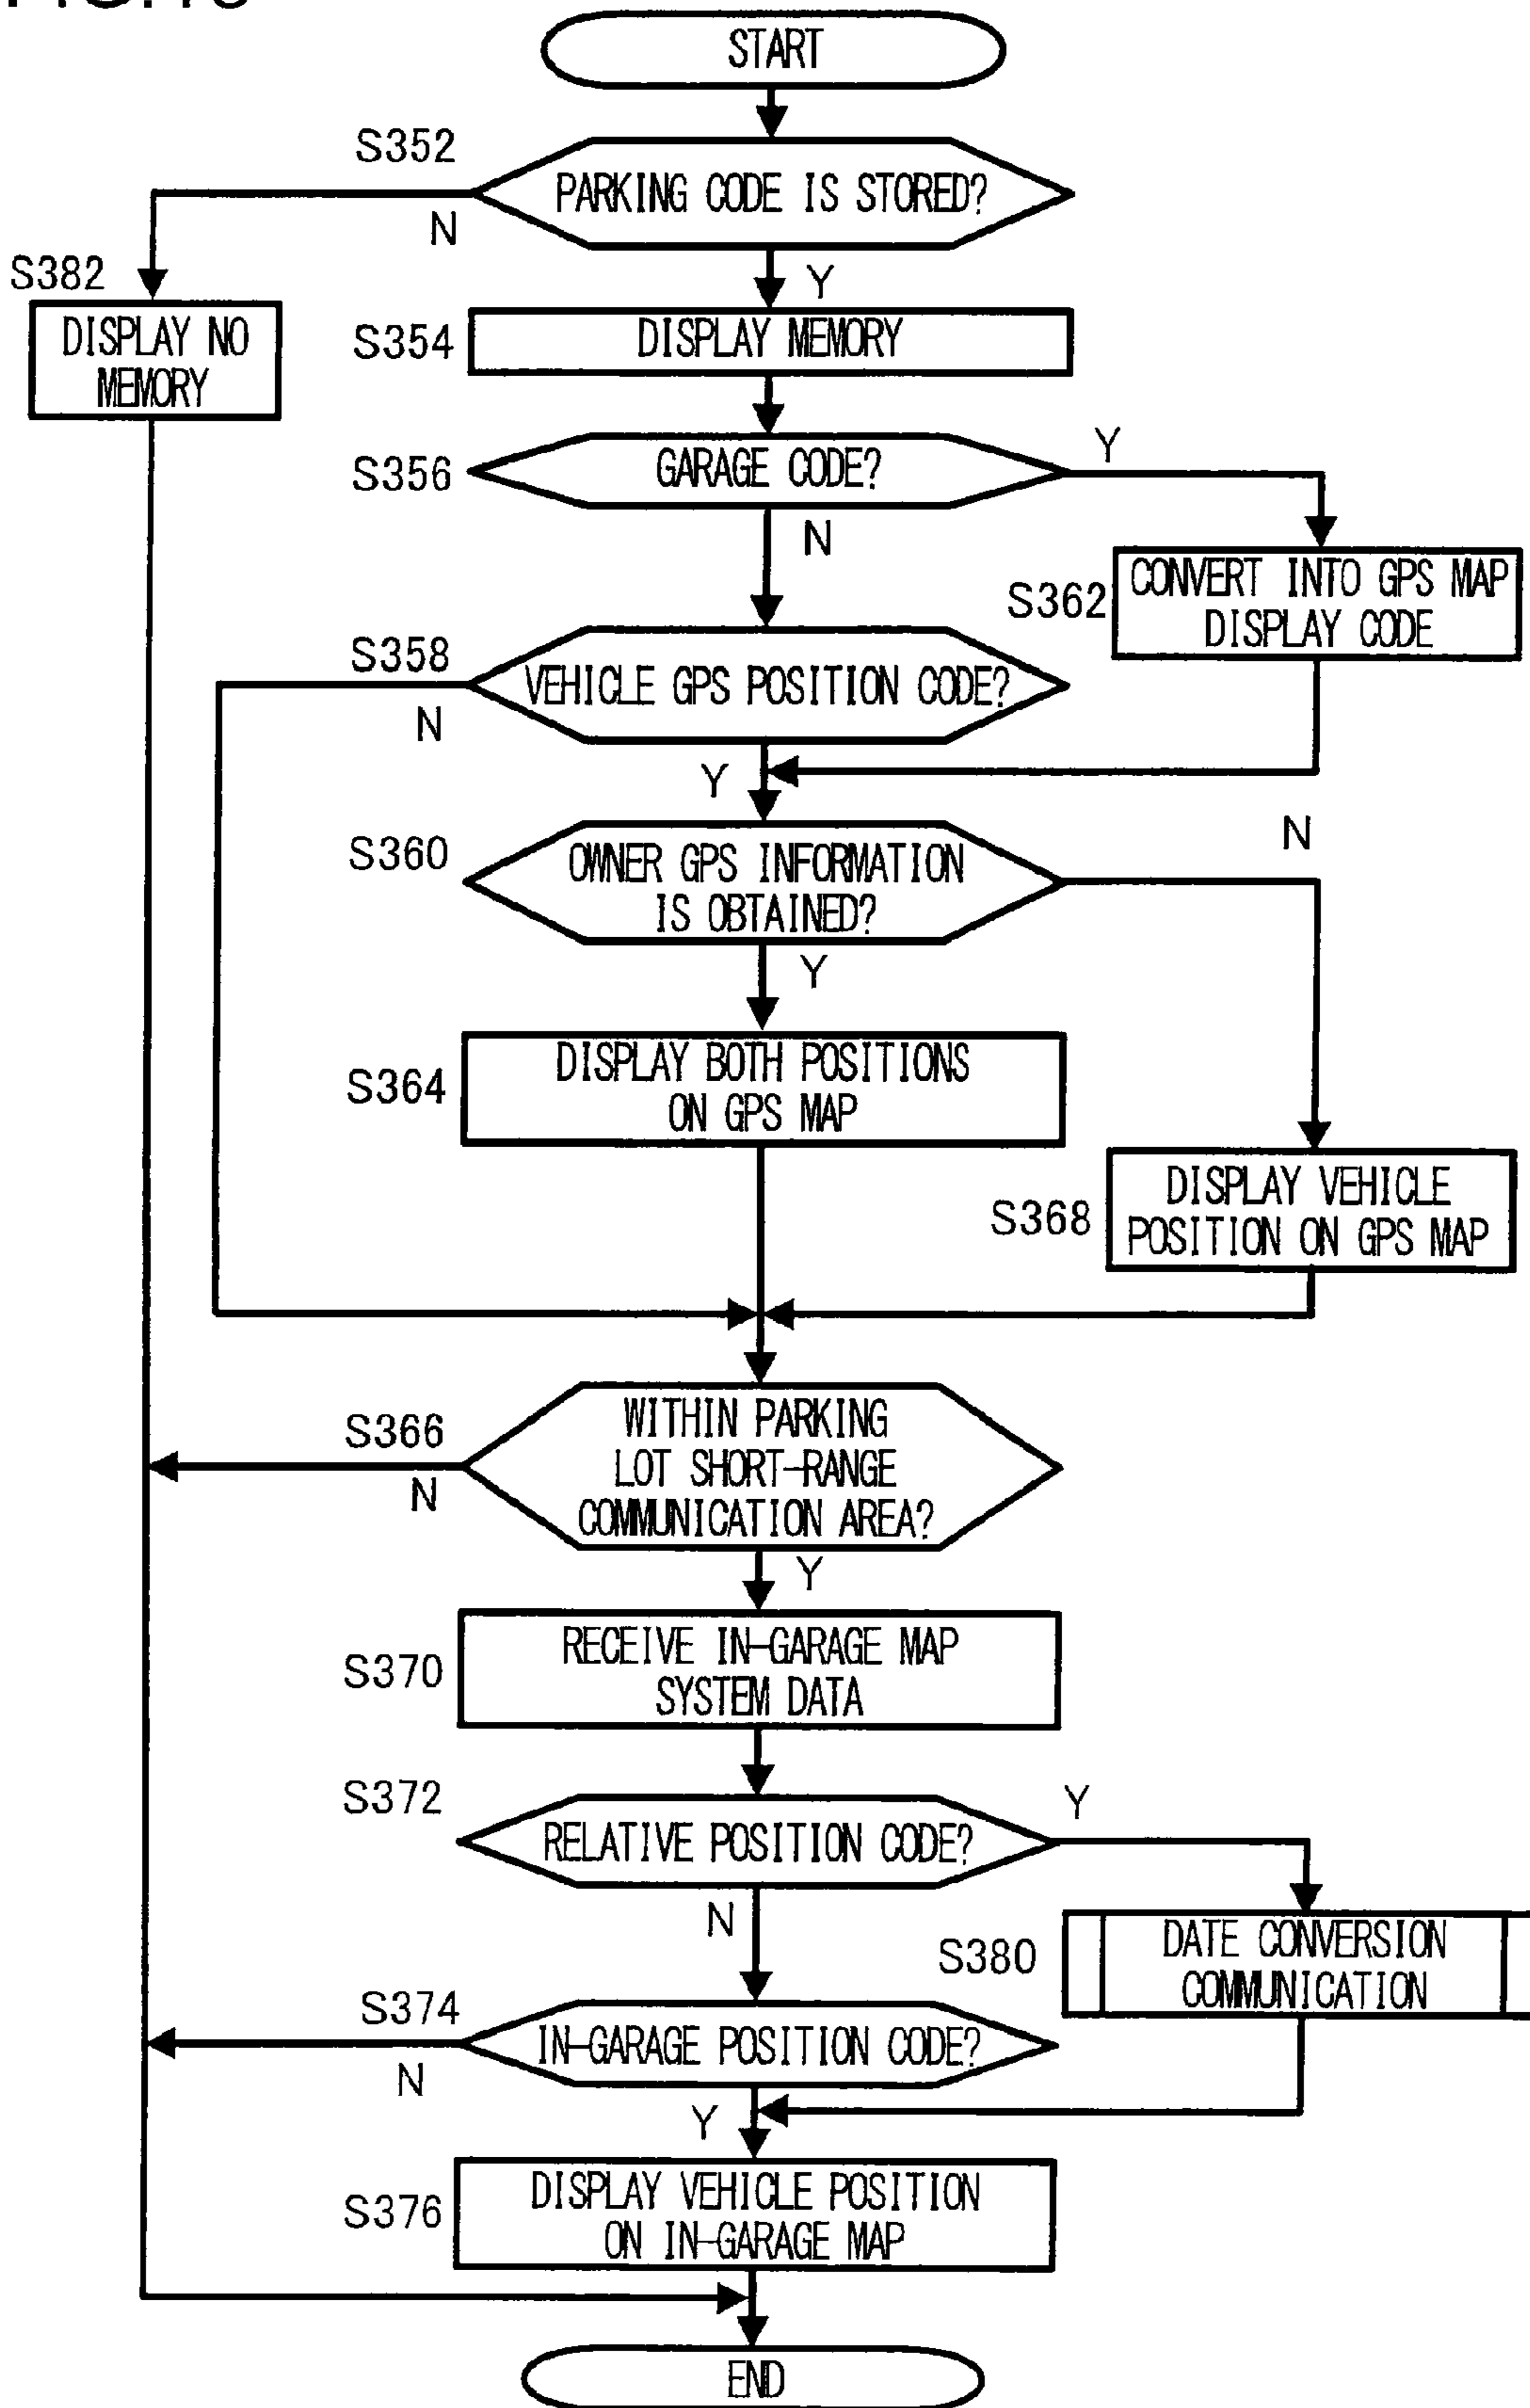 START
S352
PARKING CODE IS STORED?
N
Y
S382
DISPLAY NO
MEMORY
S354
DISPLAY MEMORY
S356
GARAGE CODE?
Y
N
S362
CONVERT INTO GPS MAP
DISPLAY CODE
S358
VEHICLE GPS POSITION CODE?
N
Y
S360
OWNER GPS INFORMATION
IS OBTAINED?
N
Y
S364
DISPLAY BOTH POSITIONS
ON GPS MAP
S368
DISPLAY VEHICLE
POSITION ON GPS MAP
S366
WITHIN PARKING
LOT SHORT-RANGE
COMMUNICATION AREA?
N
Y
S370
RECEIVE IN-GARAGE MAP
SYSTEM DATA
S372
RELATIVE POSITION CODE?
Y
N
S380
DATE CONVERSION
COMMUNICATION
S374
IN-GARAGE POSITION CODE?
N
Y
S376
DISPLAY VEHICLE POSITION
ON IN-GARAGE MAP
END